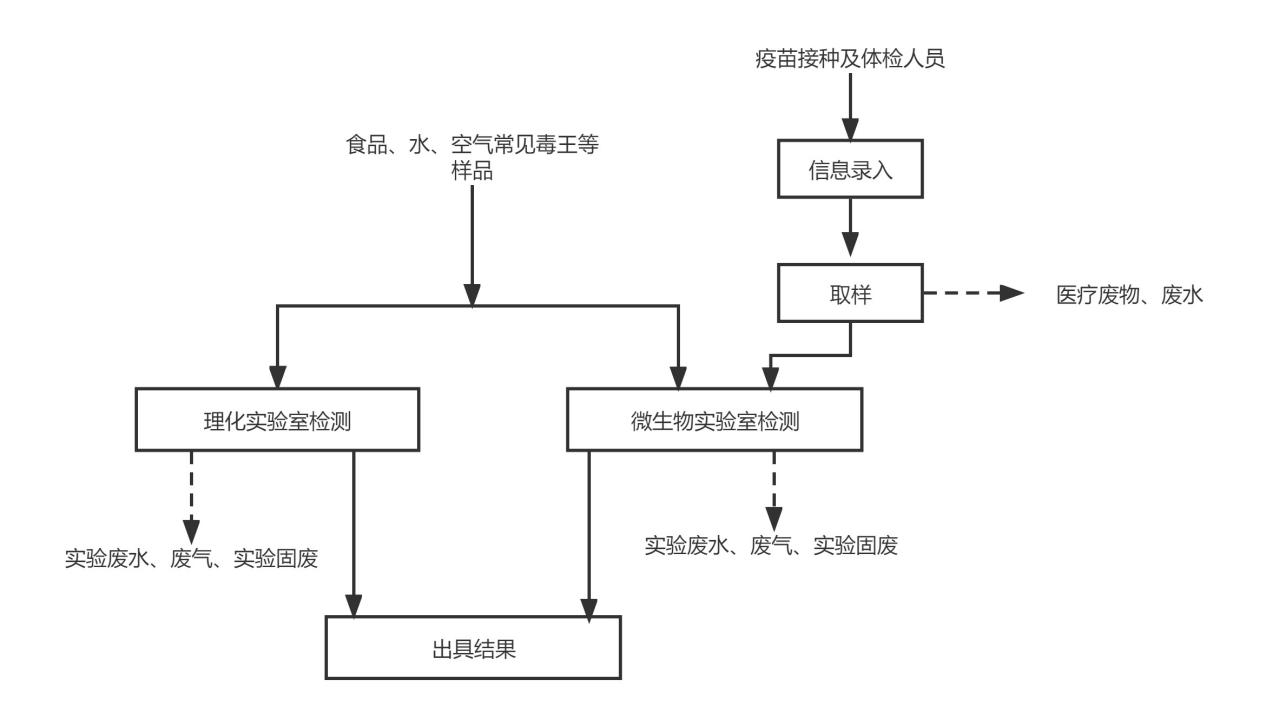 疫苗接种及体检人员
食品、水、空气常见毒王等
样品
信息录入
取样
医疗废物、废水
理化实验室检测
微生物实验室检测
实验废水、废气、实验固废
实验废水、废气、实验固废
出具结果